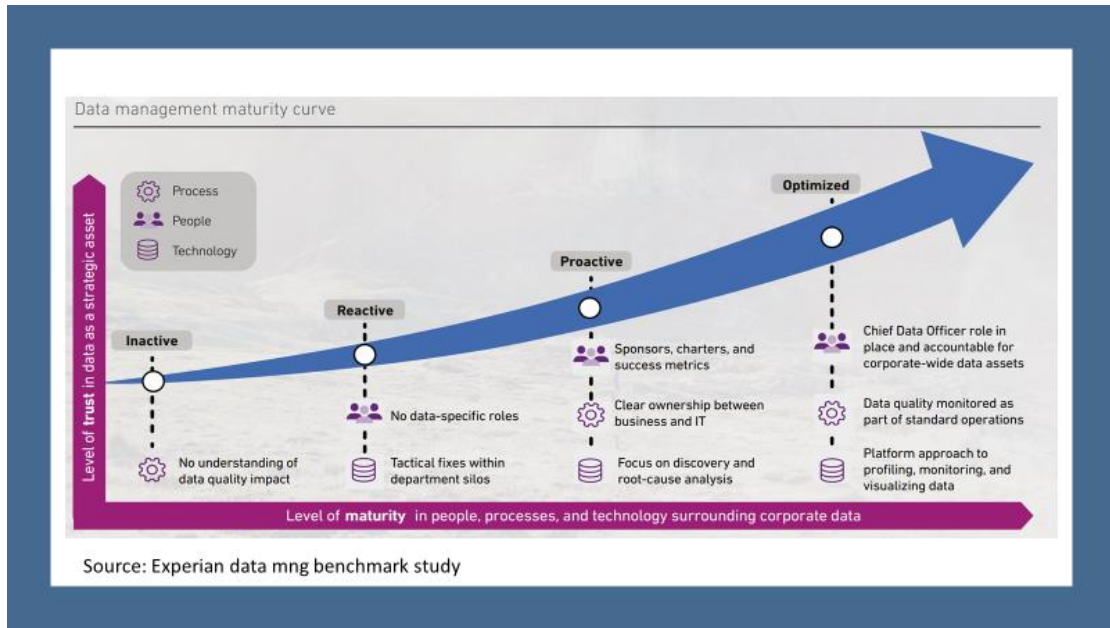 Data management maturity curve
Level of trust in data as a strategic asset
Process
People
Technology
Inactive
No understanding of
data quality impact
Reactive
No data-specific roles
Tactical fixes within
department silos
Proactive
Sponsors, charters, and
success metrics
Clear ownership between
business and IT
Focus on discovery and
root-cause analysis
Optimized
Chief Data Officer role in
place and accountable for
corporate-wide data assets
Data quality monitored as
part of standard operations
Platform approach to
profiling, monitoring, and
visualizing data
Level of maturity in people, processes, and technology surrounding corporate data
Source: Experian data mng benchmark study